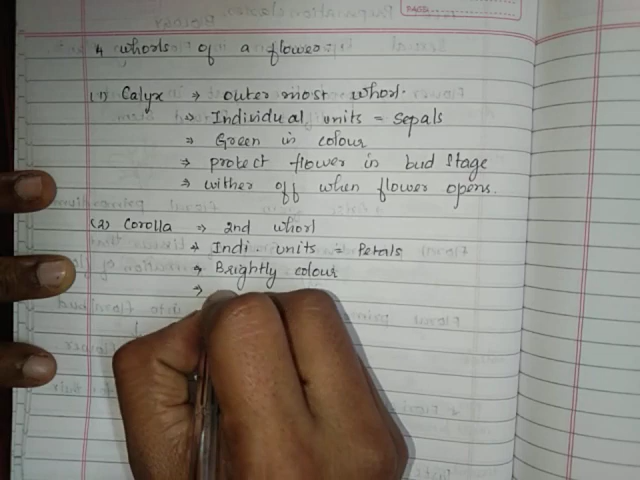 PAGE:
4 whorls of a flower :-
(1) Calyx → outer most whorl.
⇒ Individual units = sepals
⇒ Green in colour
⇒ protect flower in bud stage
⇒ wither off when flower opens.
(2) Corolla ⇒ 2nd whorl
⇒ Indi. units = Petals
⇒ Brightly colour
⇒